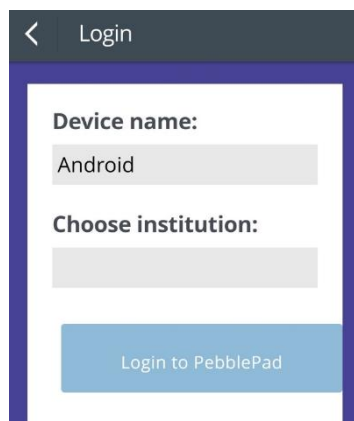 Login
Device name:
Android
Choose institution:
Login to PebblePad